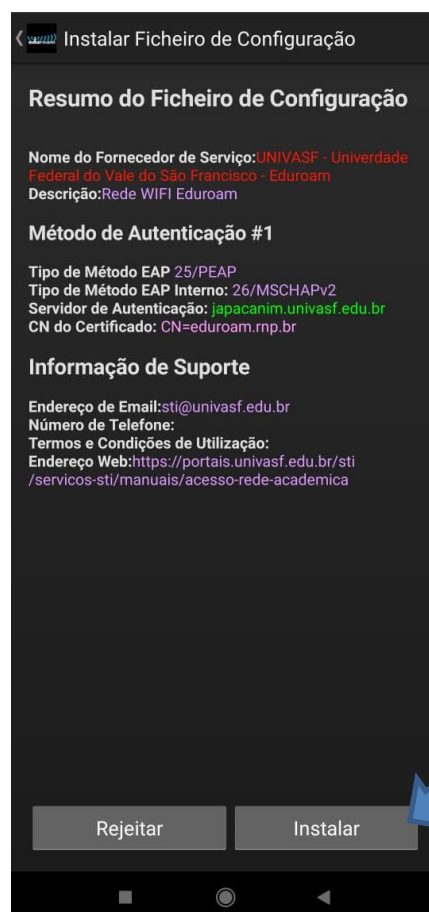 eduroam Instalar Ficheiro de Configuração
Resumo do Ficheiro de Configuração
Nome do Fornecedor de Serviço:UNIVASF - Univerdade
Federal do Vale do São Francisco - Eduroam
Descrição:Rede WIFI Eduroam
Método de Autenticação #1
Tipo de Método EAP 25/PEAP
Tipo de Método EAP Interno: 26/MSCHAPv2
Servidor de Autenticação: japacanim.univasf.edu.br
CN do Certificado: CN=eduroam.rnp.br
Informação de Suporte
Endereço de Email:sti@univasf.edu.br
Número de Telefone:
Termos e Condições de Utilização:
Endereço Web:https://portais.univasf.edu.br/sti
/servicos-sti/manuais/acesso-rede-academica
Rejeitar Instalar